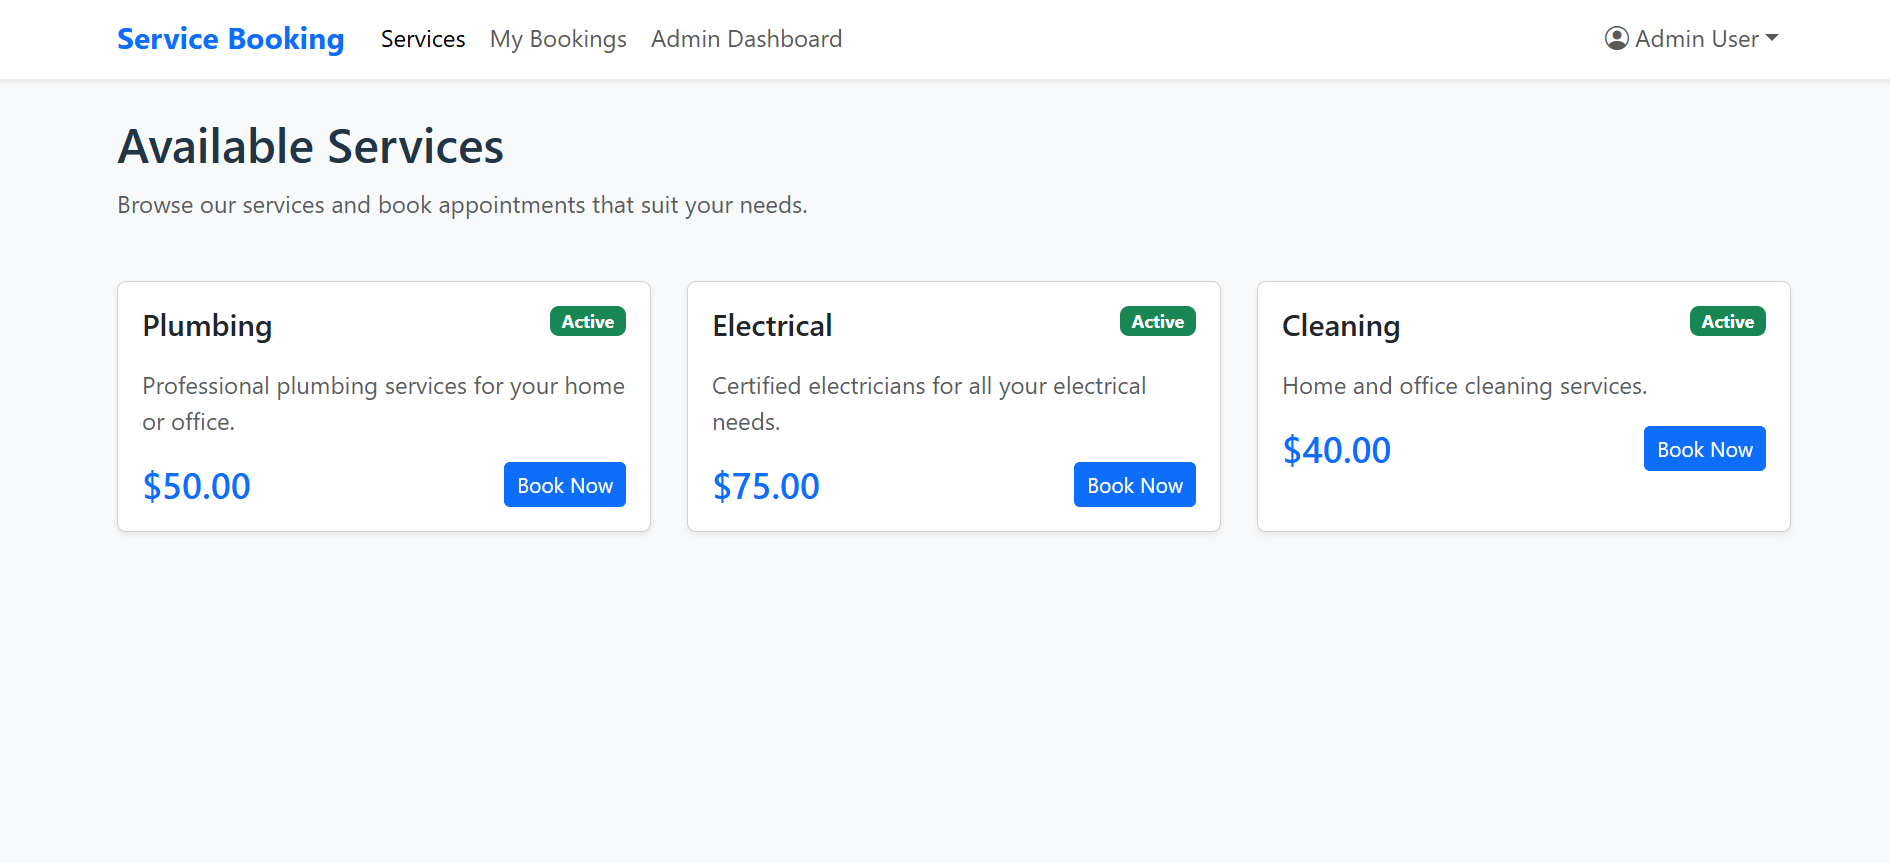 Service Booking
Services
My Bookings
Admin Dashboard
Admin User
Available Services
Browse our services and book appointments that suit your needs.
Plumbing
Active
Professional plumbing services for your home
or office.
$50.00
Book Now
Electrical
Active
Certified electricians for all your electrical
needs.
$75.00
Book Now
Cleaning
Active
Home and office cleaning services.
$40.00
Book Now